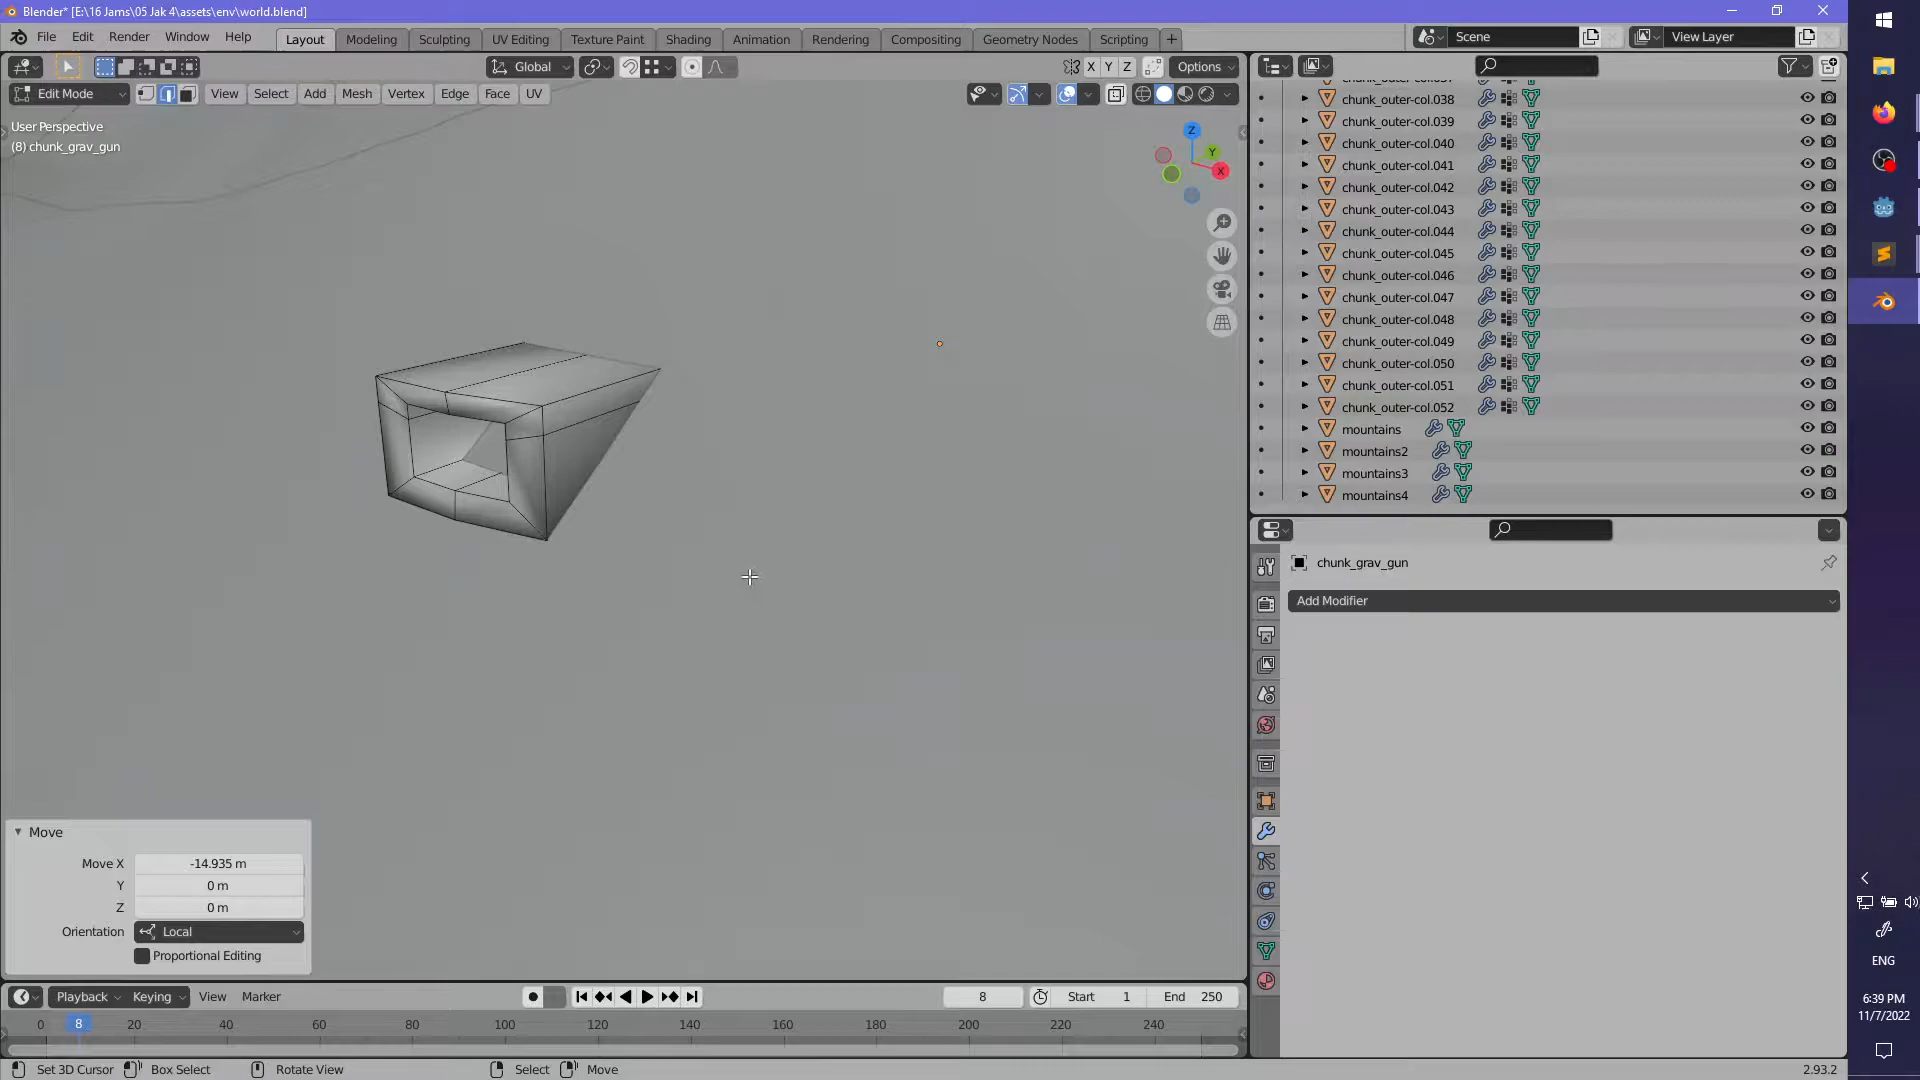 Blender* [E:\16 Jams\05 Jak 4\assets\env\world.blend]
File Edit Render Window Help Layout Modeling Sculpting UV Editing Texture Paint Shading Animation Rendering Compositing Geometry Nodes Scripting + Scene View Layer
Global X Y Z Options
Edit Mode View Select Add Mesh Vertex Edge Face UV
User Perspective
(8) chunk_grav_gun
Z
Y
X
chunk_outer-col.038
chunk_outer-col.039
chunk_outer-col.040
chunk_outer-col.041
chunk_outer-col.042
chunk_outer-col.043
chunk_outer-col.044
chunk_outer-col.045
chunk_outer-col.046
chunk_outer-col.047
chunk_outer-col.048
chunk_outer-col.049
chunk_outer-col.050
chunk_outer-col.051
chunk_outer-col.052
mountains
mountains2
mountains3
mountains4
chunk_grav_gun
Add Modifier
Move
Move X -14.935 m
Y 0 m
Z 0 m
Orientation Local
Proportional Editing
Playback Keying View Marker 8 Start 1 End 250
0 8 20 40 60 80 100 120 140 160 180 200 220 240
Set 3D Cursor Box Select Rotate View Select Move 2.93.2
ENG
6:39 PM
11/7/2022